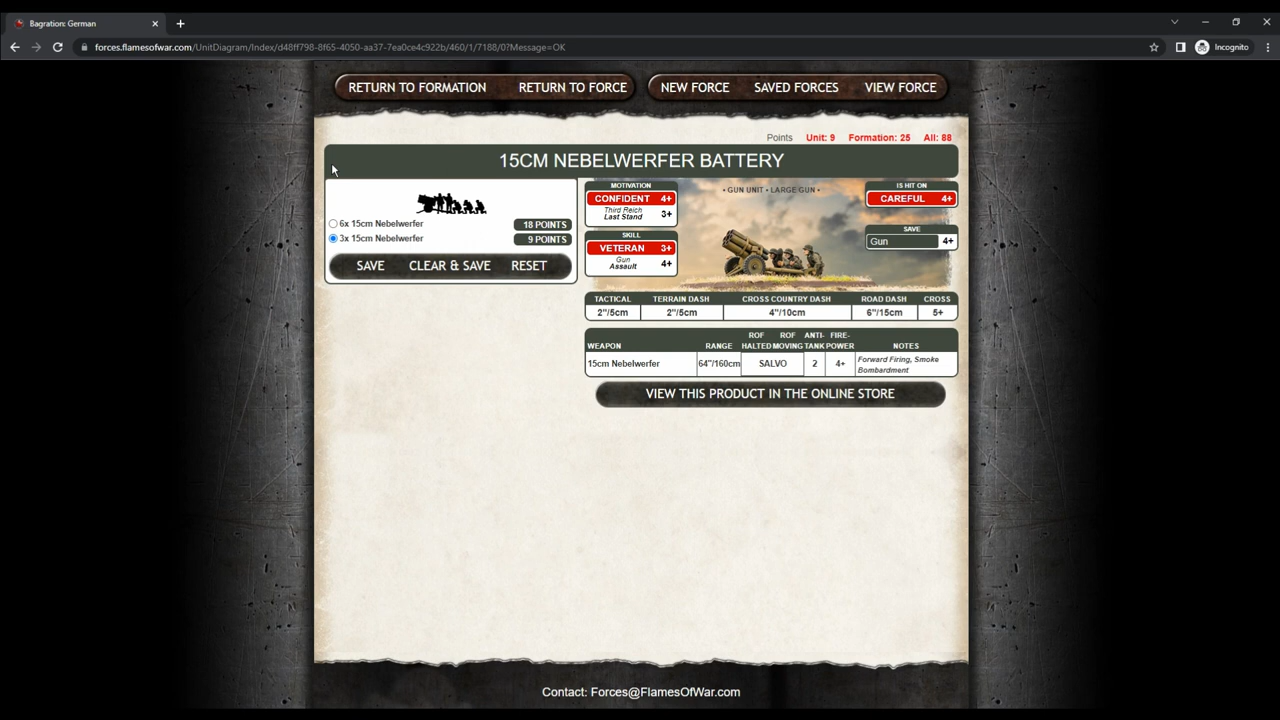 Bagration: German
forces.flamesofwar.com/UnitDiagram/Index/d48ff798-8f65-4050-aa37-7ea0ce4c922b/460/1/7188/0?Message=OK
Incognito
RETURN TO FORMATION RETURN TO FORCE NEW FORCE SAVED FORCES VIEW FORCE
Points Unit: 9 Formation: 25 All: 88
15CM NEBELWERFER BATTERY
6x 15cm Nebelwerfer 18 POINTS
3x 15cm Nebelwerfer 9 POINTS
SAVE CLEAR & SAVE RESET
MOTIVATION
CONFIDENT 4+
Third Reich
Last Stand 3+
SKILL
VETERAN 3+
Gun
Assault 4+
• GUN UNIT • LARGE GUN •
IS HIT ON
CAREFUL 4+
SAVE
Gun 4+
TACTICAL TERRAIN DASH CROSS COUNTRY DASH ROAD DASH CROSS
2"/5cm 2"/5cm 4"/10cm 6"/15cm 5+
ROF ROF ANTI- FIRE-
WEAPON RANGE HALTED MOVING TANK POWER NOTES
15cm Nebelwerfer 64"/160cm SALVO 2 4+ Forward Firing, Smoke
Bombardment
VIEW THIS PRODUCT IN THE ONLINE STORE
Contact: Forces@FlamesOfWar.com